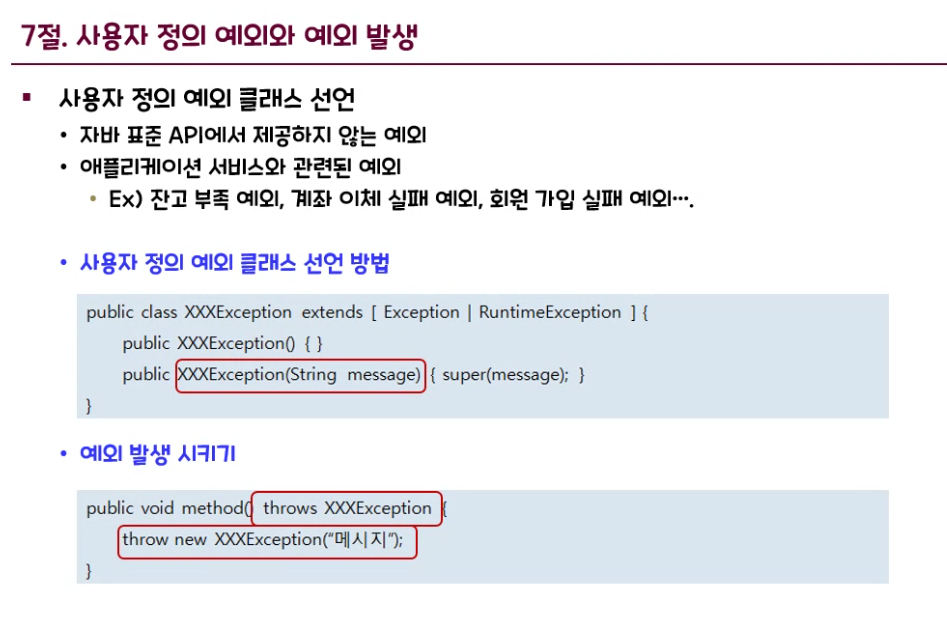 7절. 사용자 정의 예외와 예외 발생
▪ 사용자 정의 예외 클래스 선언
• 자바 표준 API에서 제공하지 않는 예외
• 애플리케이션 서비스와 관련된 예외
• Ex) 잔고 부족 예외, 계좌 이체 실패 예외, 회원 가입 실패 예외….
• 사용자 정의 예외 클래스 선언 방법
public class XXXException extends [ Exception | RuntimeException ] {
public XXXException() { }
public XXXException(String message) { super(message); }
}
• 예외 발생 시키기
public void method() throws XXXException {
throw new XXXException(“메시지”);
}